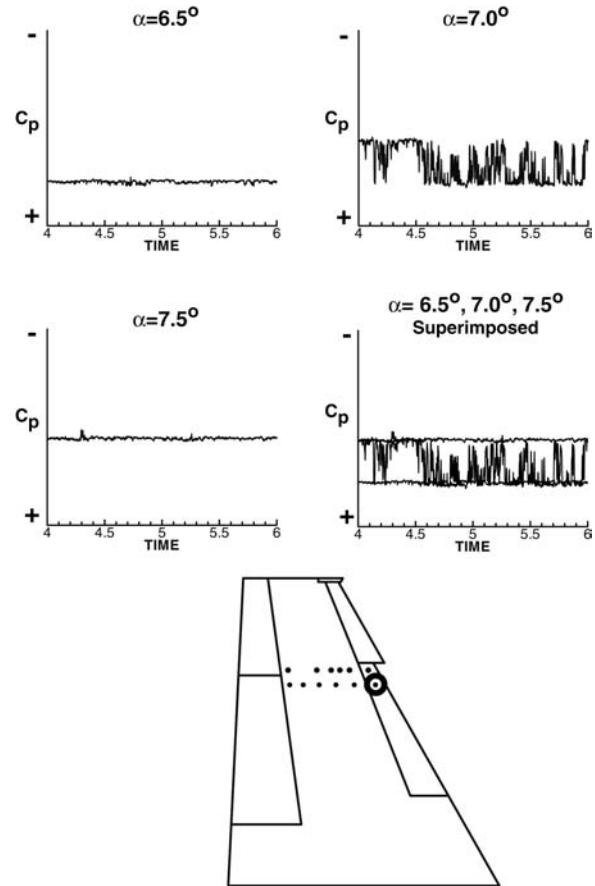 α=6.5°
-
Cp
+
4 4.5 5 5.5 6
TIME
α=7.0°
-
Cp
+
4 4.5 5 5.5 6
TIME
α=7.5°
-
Cp
+
4 4.5 5 5.5 6
TIME
α= 6.5°, 7.0°, 7.5°
Superimposed
-
Cp
+
4 4.5 5 5.5 6
TIME